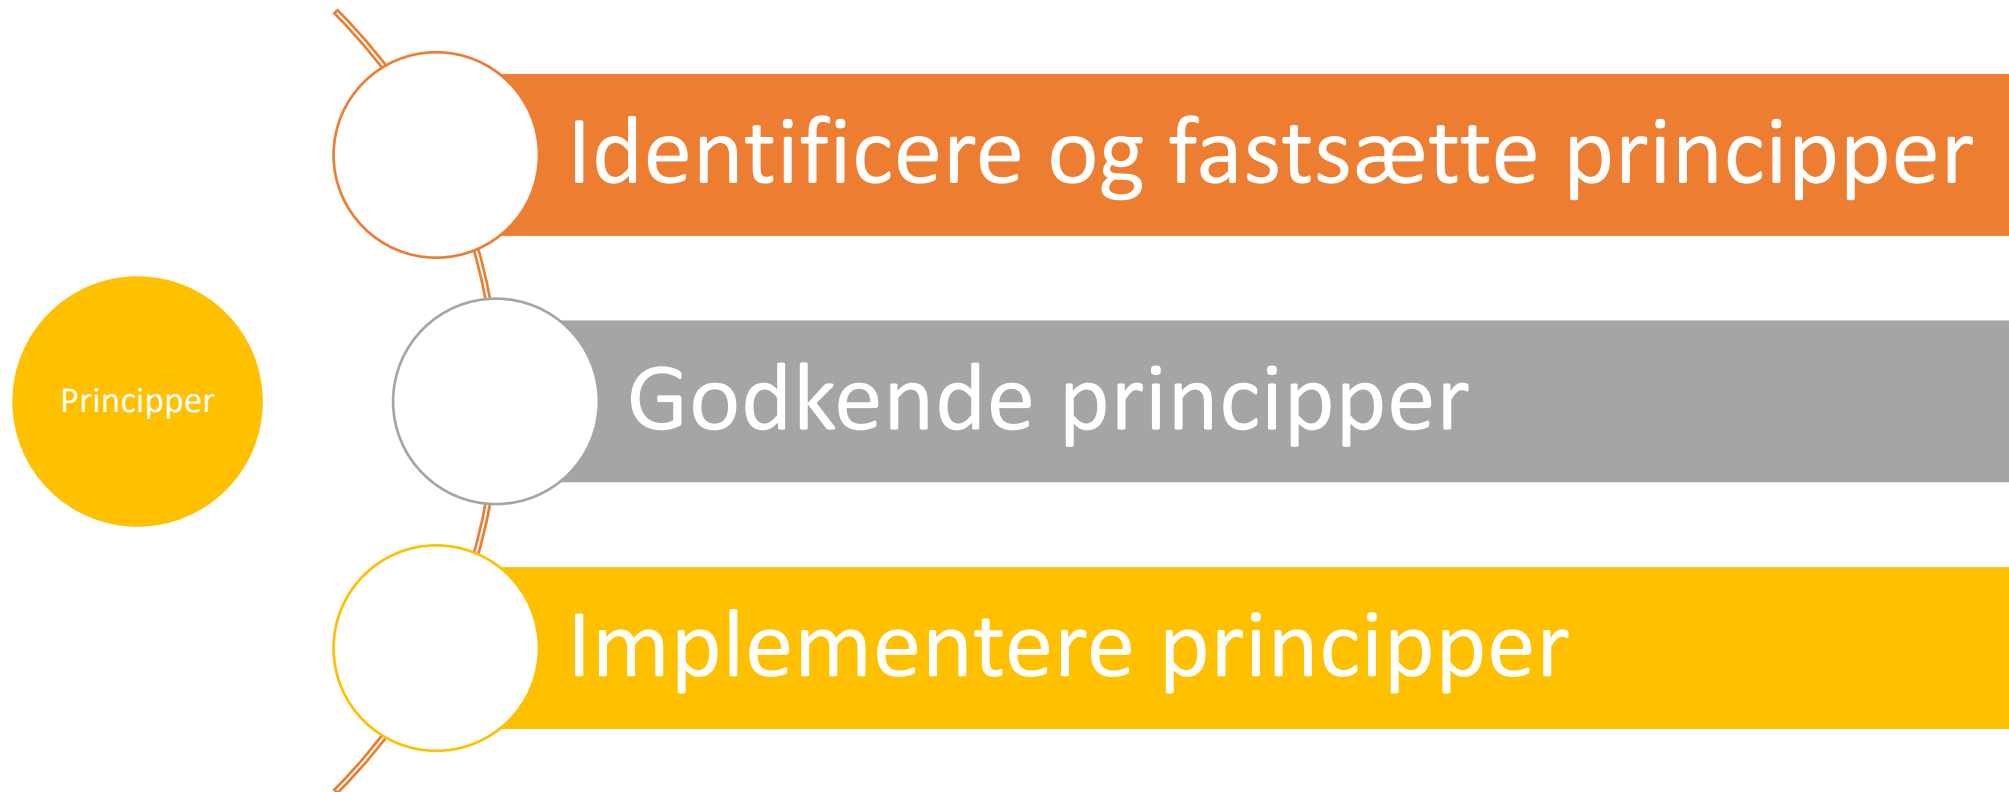 Principper
Identificere og fastsætte principper
Godkende principper
Implementere principper